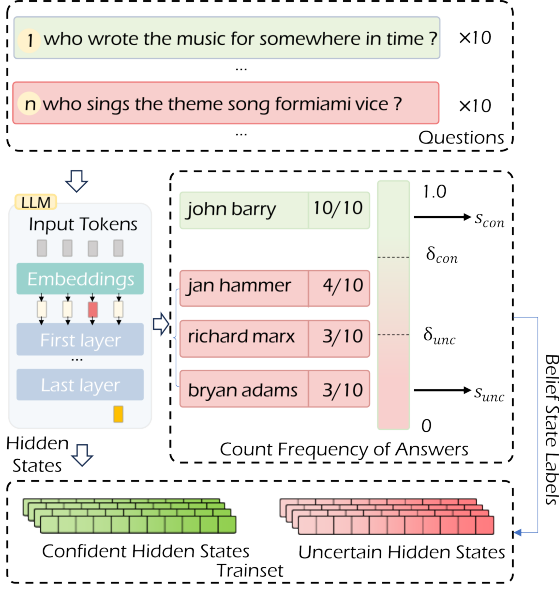 1 who wrote the music for somewhere in time ? ×10
...
n who sings the theme song formiami vice ? ×10
...
Questions
LLM
Input Tokens
Embeddings
First layer
...
Last layer
Hidden
States
john barry 10/10
jan hammer 4/10
richard marx 3/10
bryan adams 3/10
1.0
s_con
δ_con
δ_unc
s_unc
0
Count Frequency of Answers
Belief State Labels
Confident Hidden States
Uncertain Hidden States
Trainset